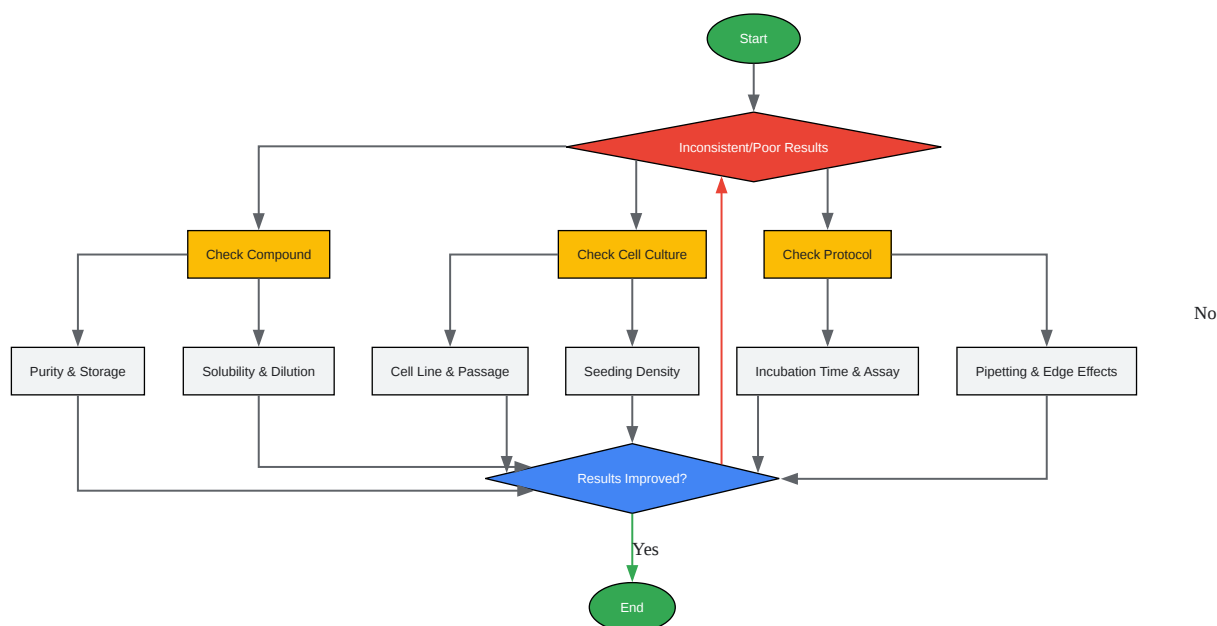 Start
Inconsistent/Poor Results
Check Compound
Check Cell Culture
Check Protocol
No
Purity & Storage
Solubility & Dilution
Cell Line & Passage
Seeding Density
Incubation Time & Assay
Pipetting & Edge Effects
Results Improved?
Yes
End